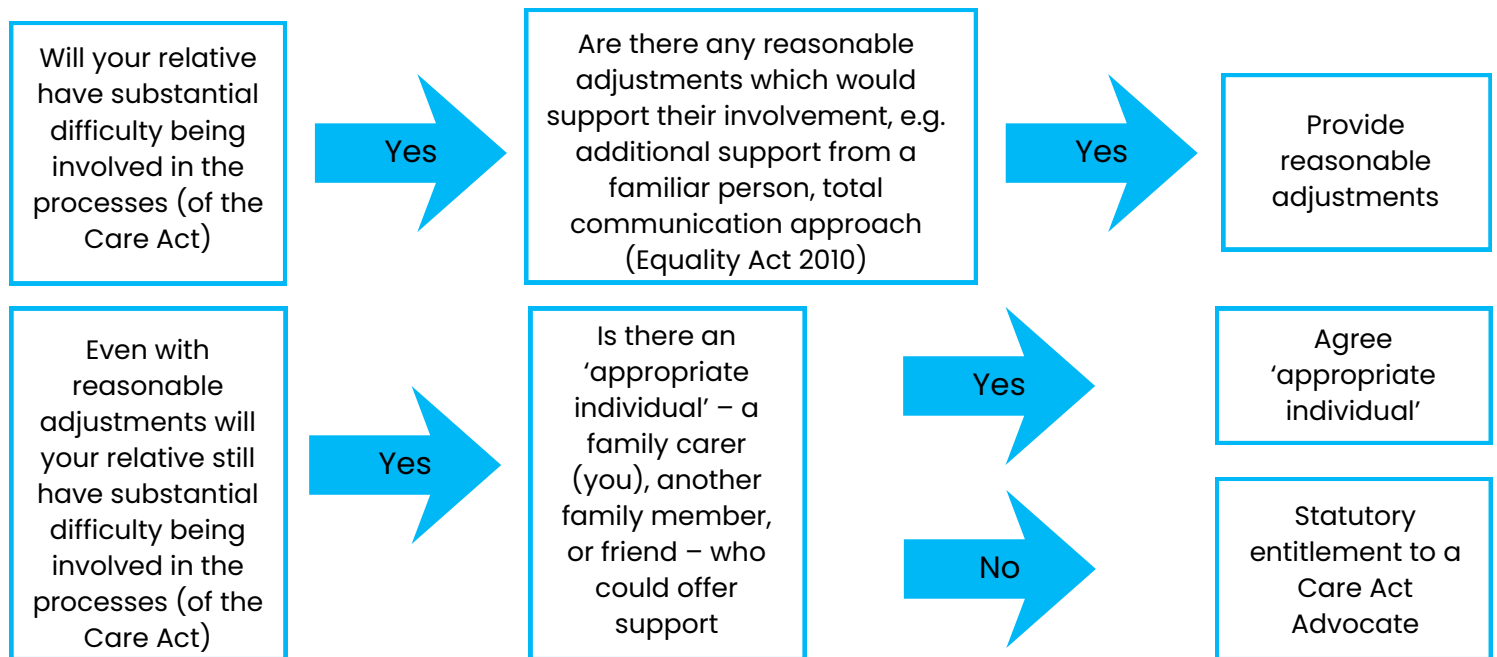 Will your relative
have substantial
difficulty being
involved in the
processes (of the
Care Act)
Yes
Are there any reasonable
adjustments which would
support their involvement, e.g.
additional support from a
familiar person, total
communication approach
(Equality Act 2010)
Yes
Provide
reasonable
adjustments
Even with
reasonable
adjustments will
your relative still
have substantial
difficulty being
involved in the
processes (of the
Care Act)
Yes
Is there an
‘appropriate
individual’ – a
family carer
(you), another
family member,
or friend – who
could offer
support
Yes
Agree
‘appropriate
individual’
No
Statutory
entitlement to a
Care Act
Advocate